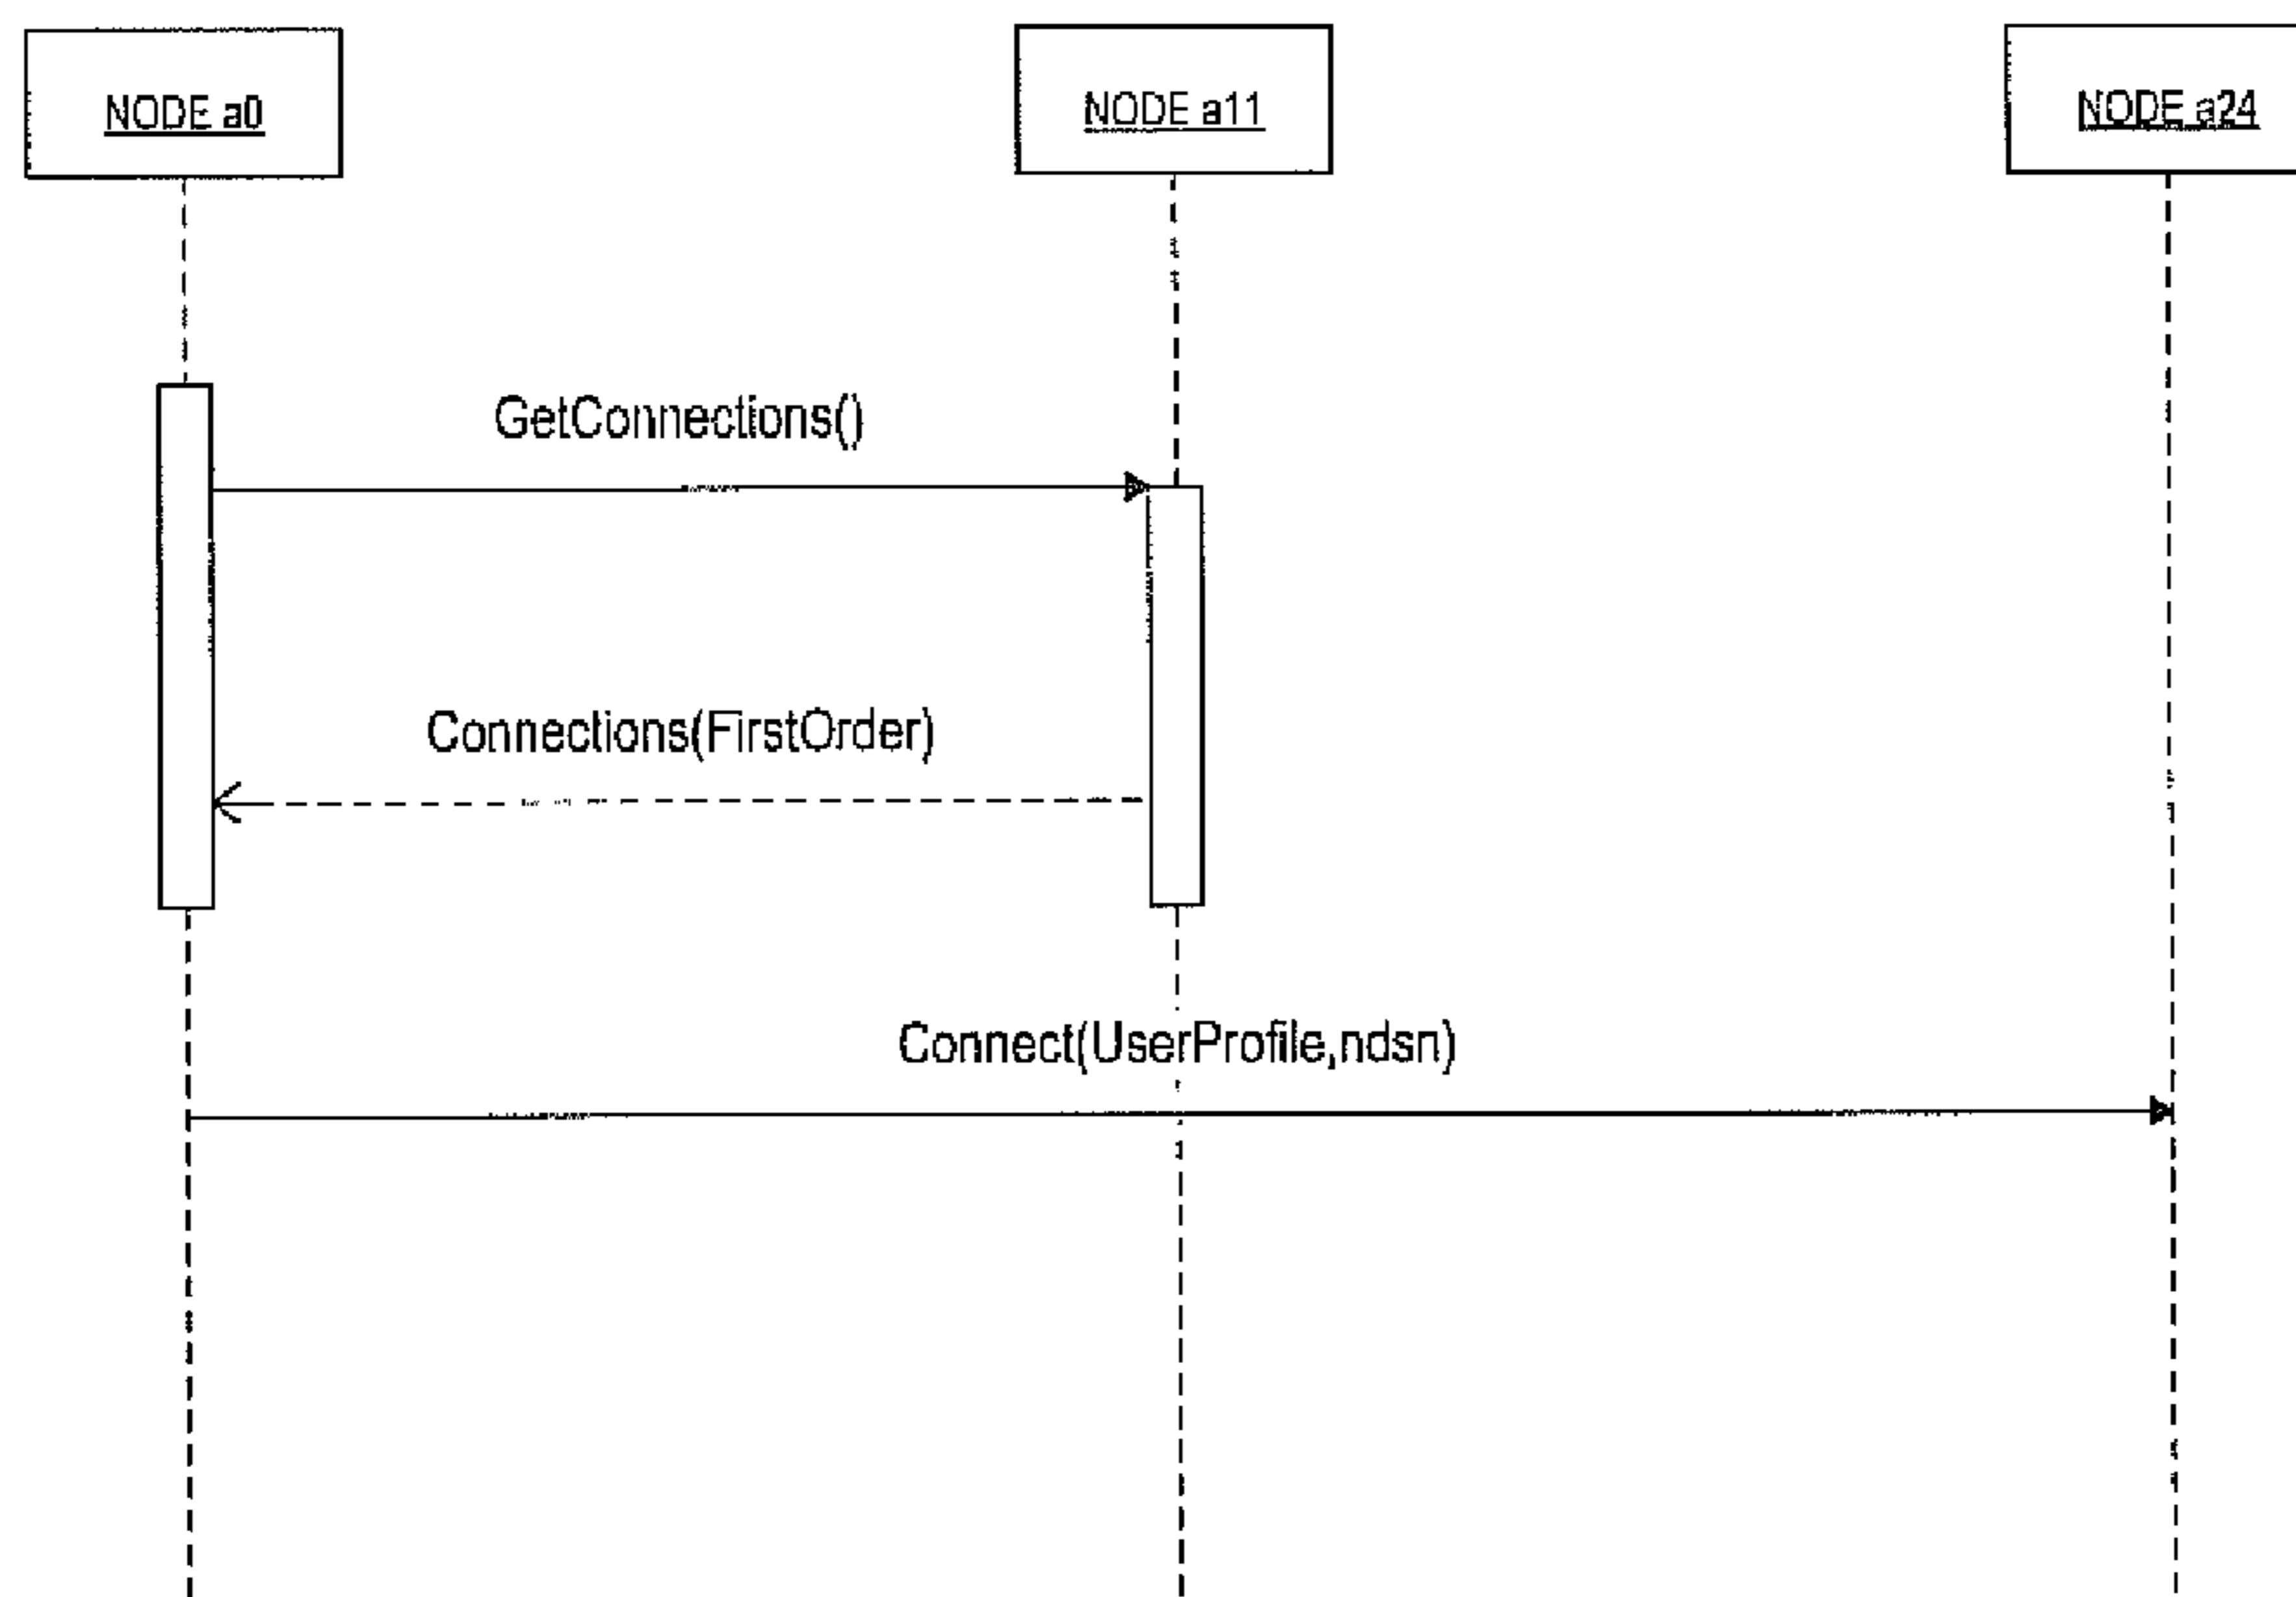 NODE a0
NODE a11
NODE a24
GetConnections()
Connections(FirstOrder)
Connect(UserProfile,ndsn)